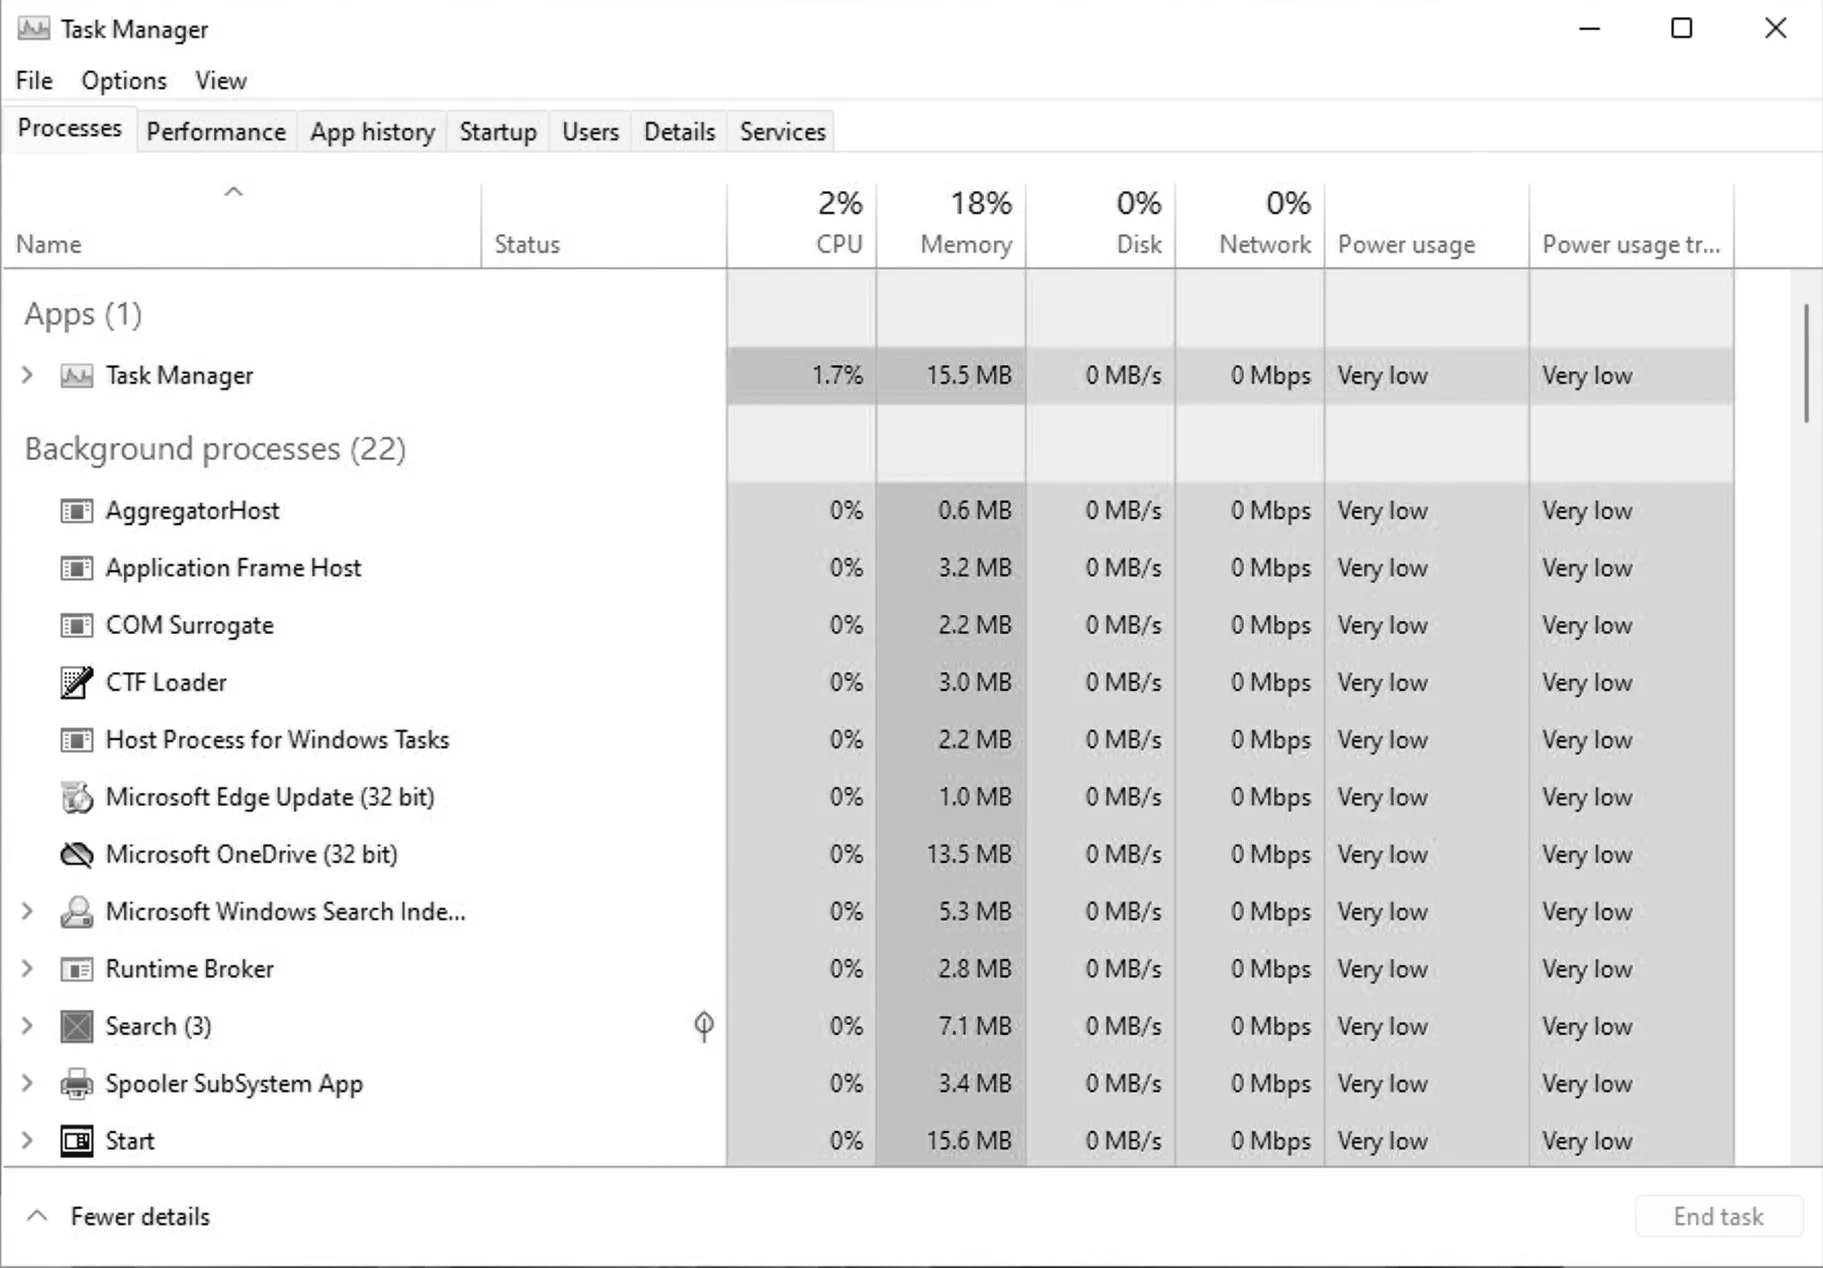 Task Manager
File Options View
Processes Performance App history Startup Users Details Services
2% 18% 0% 0%
Name Status CPU Memory Disk Network Power usage Power usage tr...
Apps (1)
Task Manager 1.7% 15.5 MB 0 MB/s 0 Mbps Very low Very low
Background processes (22)
AggregatorHost 0% 0.6 MB 0 MB/s 0 Mbps Very low Very low
Application Frame Host 0% 3.2 MB 0 MB/s 0 Mbps Very low Very low
COM Surrogate 0% 2.2 MB 0 MB/s 0 Mbps Very low Very low
CTF Loader 0% 3.0 MB 0 MB/s 0 Mbps Very low Very low
Host Process for Windows Tasks 0% 2.2 MB 0 MB/s 0 Mbps Very low Very low
Microsoft Edge Update (32 bit) 0% 1.0 MB 0 MB/s 0 Mbps Very low Very low
Microsoft OneDrive (32 bit) 0% 13.5 MB 0 MB/s 0 Mbps Very low Very low
Microsoft Windows Search Inde... 0% 5.3 MB 0 MB/s 0 Mbps Very low Very low
Runtime Broker 0% 2.8 MB 0 MB/s 0 Mbps Very low Very low
Search (3) 0% 7.1 MB 0 MB/s 0 Mbps Very low Very low
Spooler SubSystem App 0% 3.4 MB 0 MB/s 0 Mbps Very low Very low
Start 0% 15.6 MB 0 MB/s 0 Mbps Very low Very low
Fewer details End task